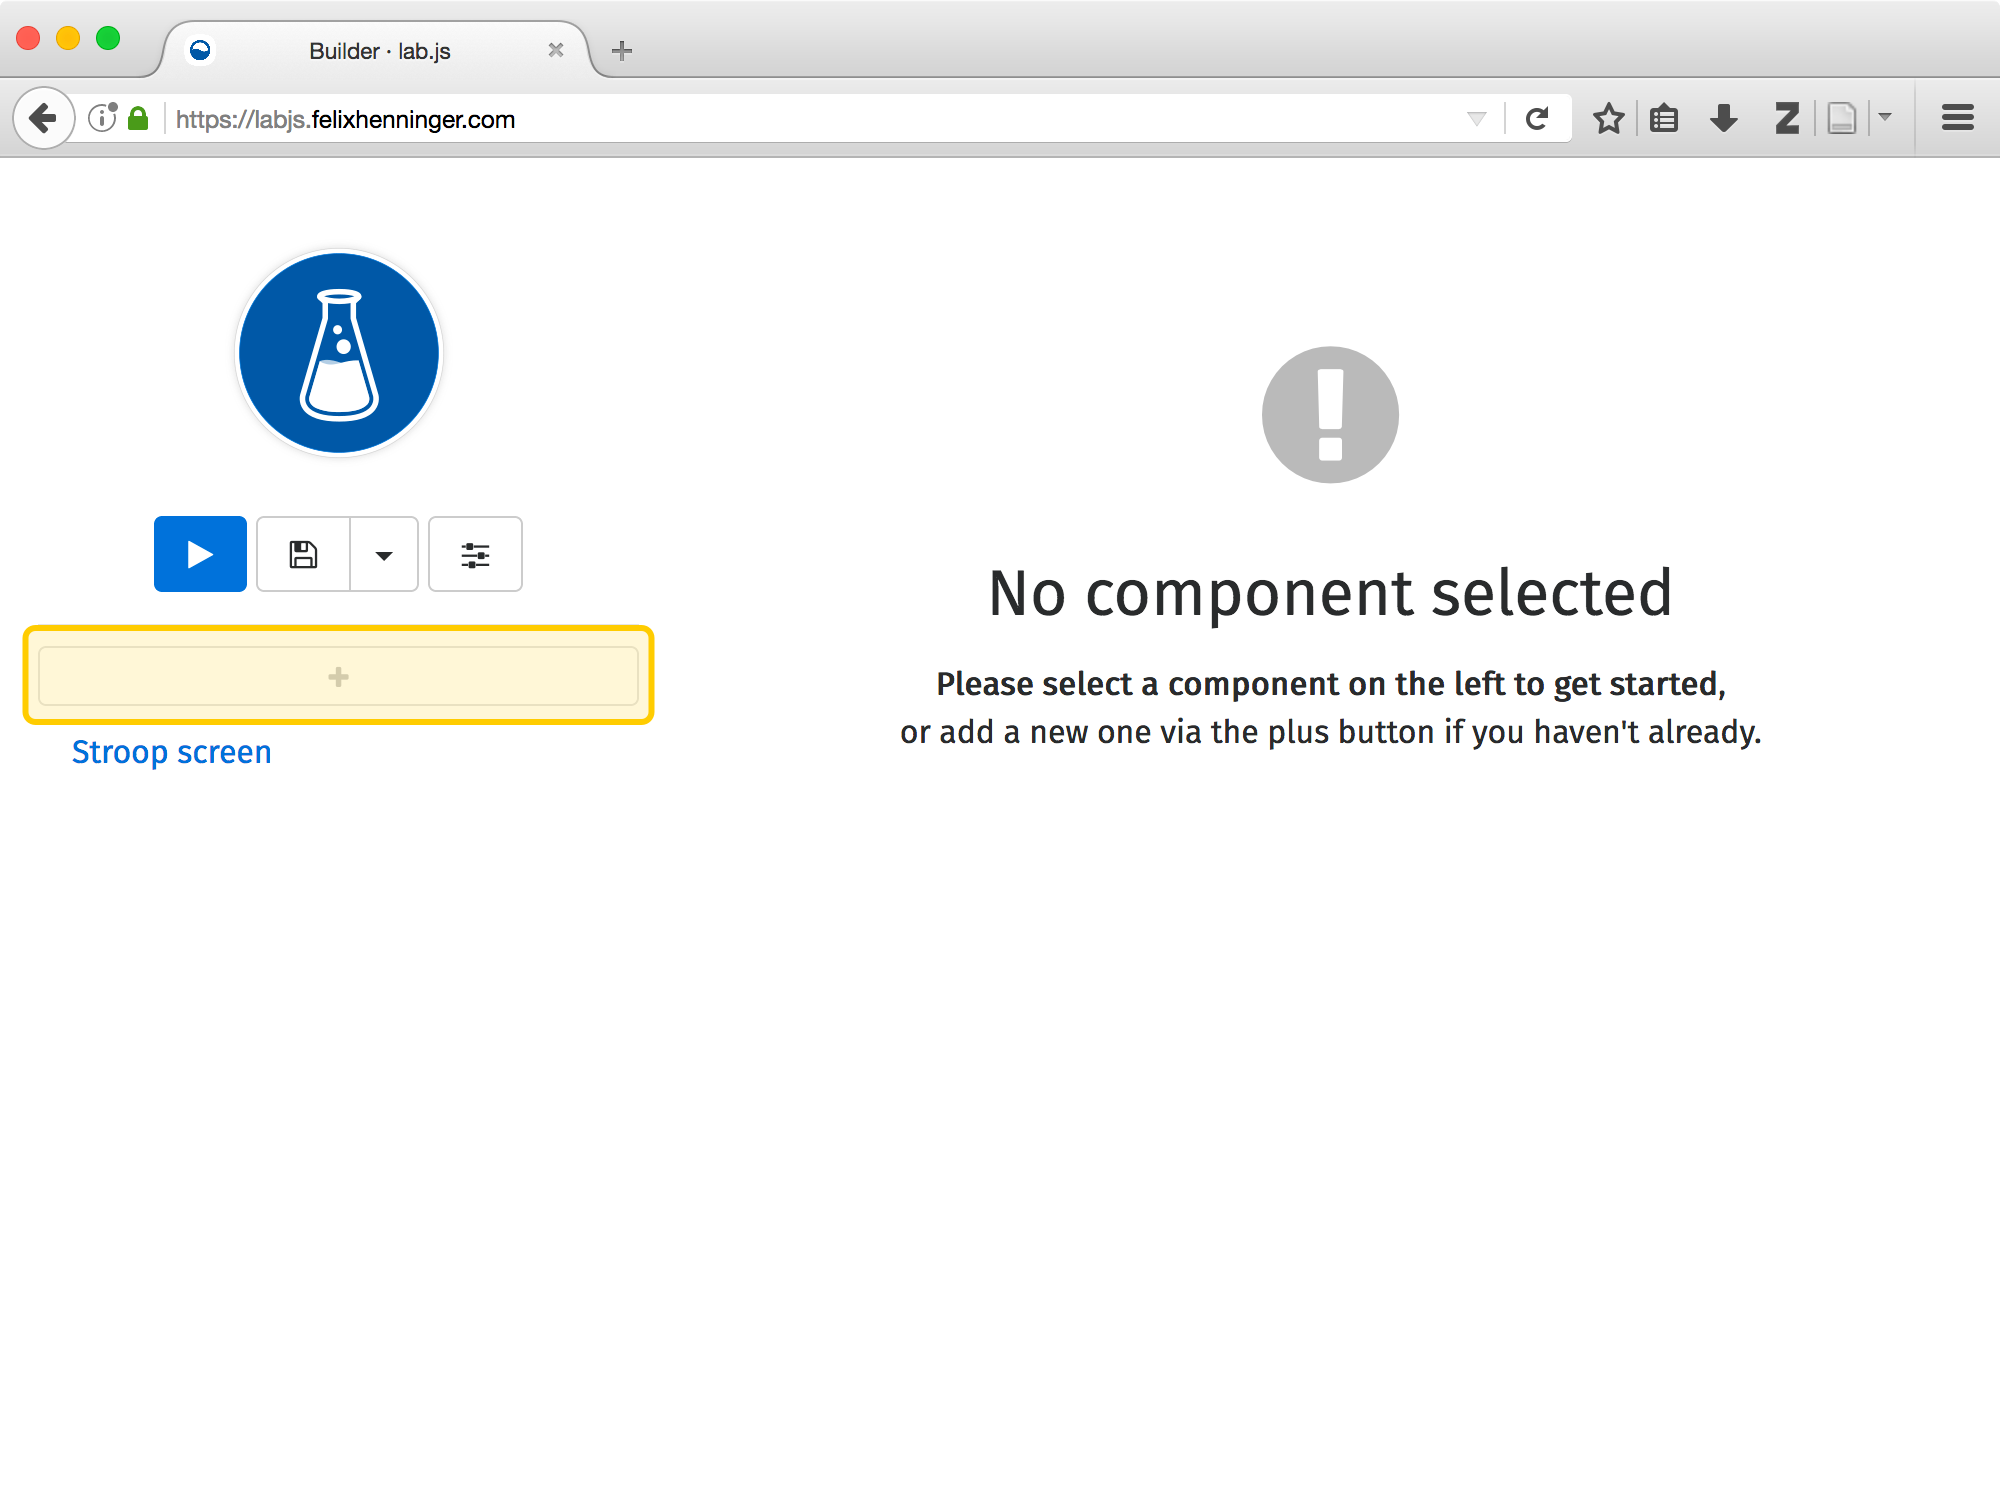 Builder · lab.js
https://labjs.felixhenninger.com
No component selected
Please select a component on the left to get started,
or add a new one via the plus button if you haven't already.
Stroop screen